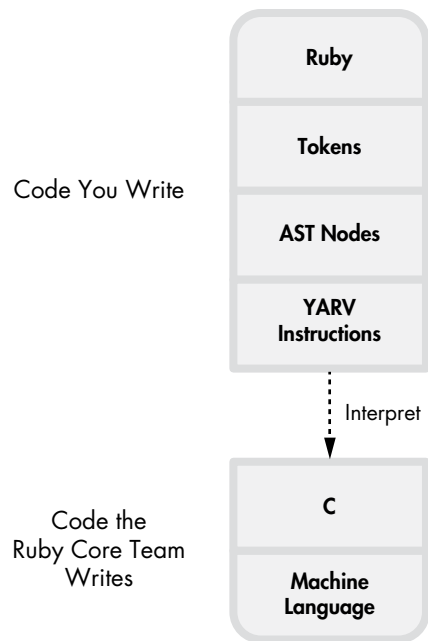 Ruby
Tokens
Code You Write
AST Nodes
YARV
Instructions
Interpret
C
Code the
Ruby Core Team
Writes
Machine
Language